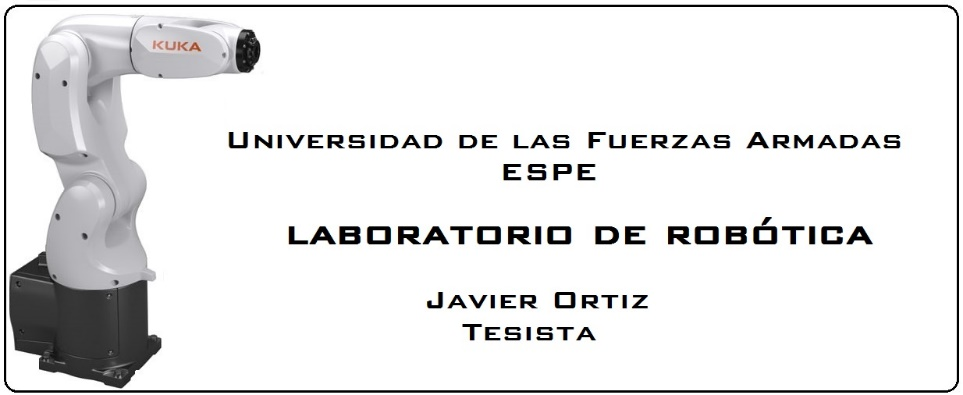 KUKA
Universidad de las Fuerzas Armadas
ESPE
LABORATORIO DE ROBÓTICA
Javier Ortiz
Tesista